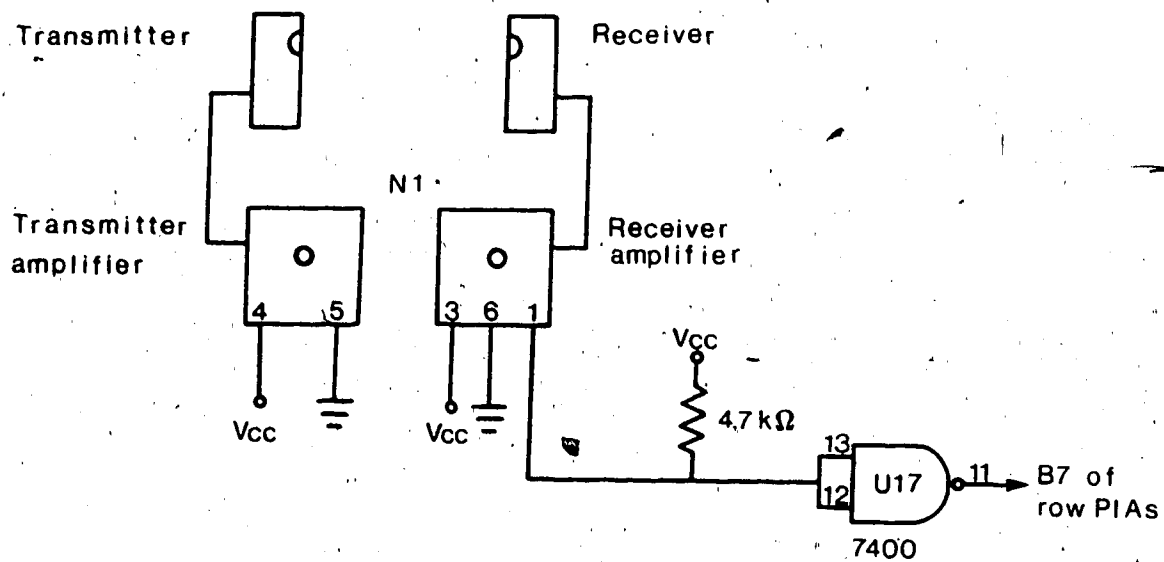 Transmitter
Receiver
N1
Transmitter
amplifier
Receiver
amplifier
4 5
3 6 1
Vcc
Vcc
Vcc
4.7 kΩ
13
12
U17
11
B7 of
row PIAs
7400